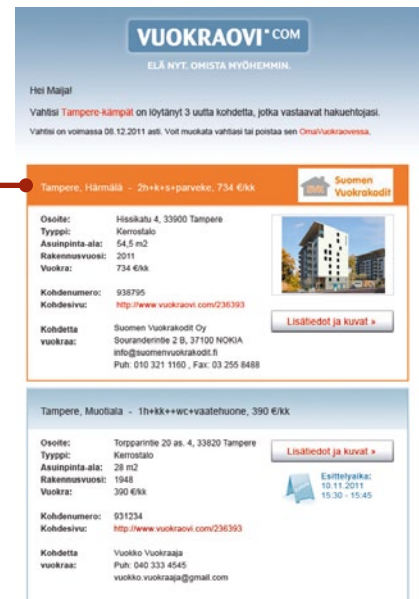 VUOKRAOVI.COM
ELÄ NYT. OMISTA MYÖHEMMIN.
Hei Maija!
Vahtisi Tampere-kämpät on löytänyt 3 uutta kohdetta, jotka vastaavat hakuehtojasi.
Vahtisi on voimassa 08.12.2011 asti. Voit muokata vahtiasi tai poistaa sen OmaVuokraovessa.
Tampere, Härmälä - 2h+k+s+parveke, 734 €/kk
Suomen Vuokrakodit
Osoite: Hissikatu 4, 33900 Tampere
Tyyppi: Kerrostalo
Asuinpinta-ala: 54,5 m2
Rakennusvuosi: 2011
Vuokra: 734 €/kk
Kohdenumero: 938795
Kohdesivu: http://www.vuokraovi.com/236393
Lisätiedot ja kuvat »
Kohdetta vuokraa: Suomen Vuokrakodit Oy
Souranderintie 2 B, 37100 NOKIA
info@suomenvuokrakodit.fi
Puh: 010 321 1160 , Fax: 03 255 8488
Tampere, Muotiala - 1h+kk++wc+vaatehuone, 390 €/kk
Osoite: Torpparintie 20 as. 4, 33820 Tampere
Tyyppi: Kerrostalo
Asuinpinta-ala: 28 m2
Rakennusvuosi: 1948
Vuokra: 390 €/kk
Lisätiedot ja kuvat »
Esittelyaika:
10.11.2011
15:30 - 15:45
Kohdenumero: 931234
Kohdesivu: http://www.vuokraovi.com/236393
Kohdetta vuokraa: Vuokko Vuokraaja
Puh: 040 333 4545
vuokko.vuokraaja@gmail.com